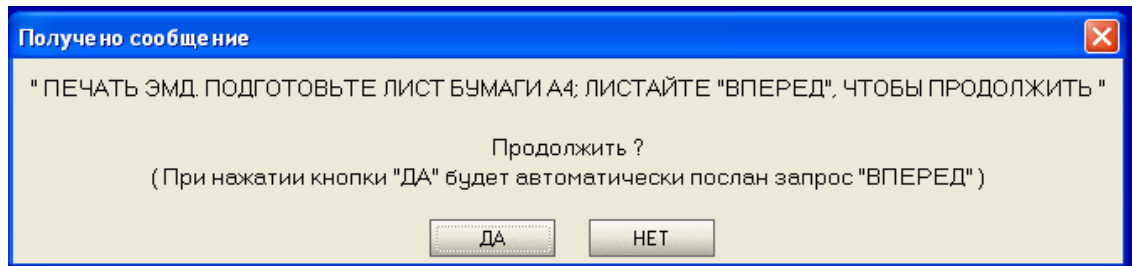 Получено сообщение
" ПЕЧАТЬ ЭМД. ПОДГОТОВЬТЕ ЛИСТ БУМАГИ А4; ЛИСТАЙТЕ "ВПЕРЕД", ЧТОБЫ ПРОДОЛЖИТЬ "
Продолжить ?
( При нажатии кнопки "ДА" будет автоматически послан запрос "ВПЕРЕД" )
ДА НЕТ